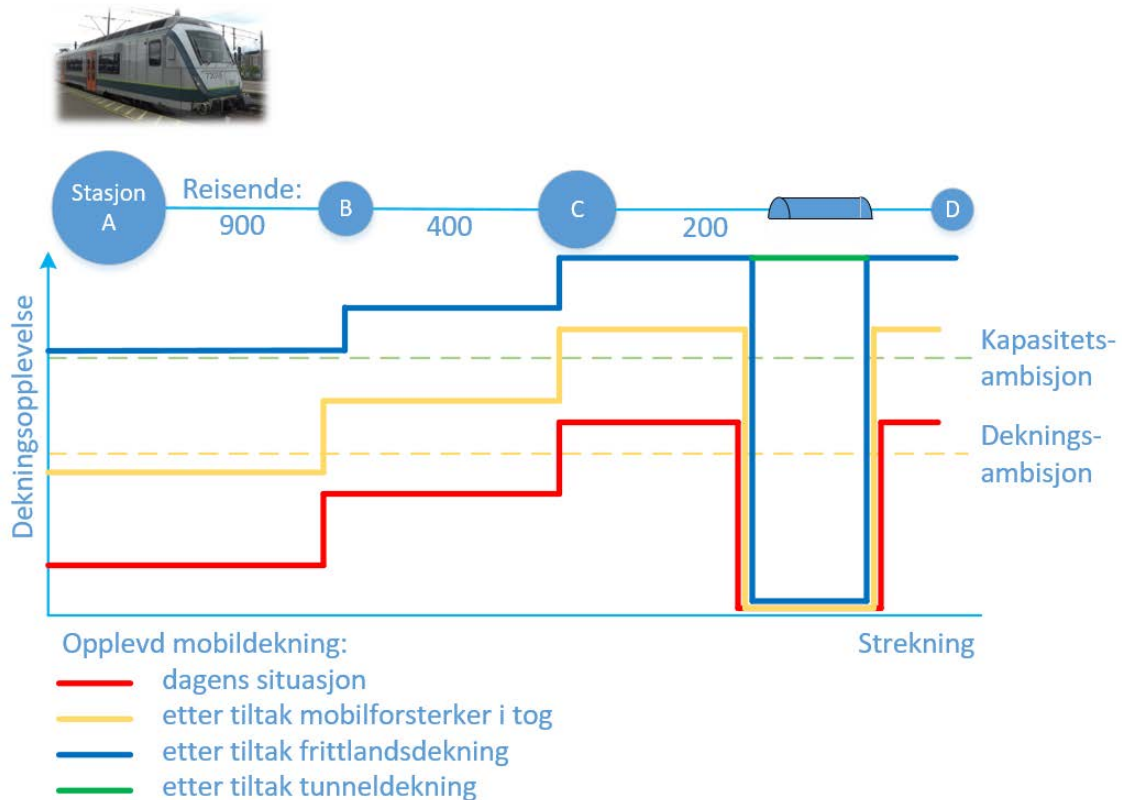 Stasjon
A
Reisende:
B
C
D
900
400
200
Dekningsopplevelse
Kapasitets-
ambisjon
Deknings-
ambisjon
Opplevd mobildekning:
Strekning
dagens situasjon
etter tiltak mobilforsterker i tog
etter tiltak frittlandsdekning
etter tiltak tunneldekning